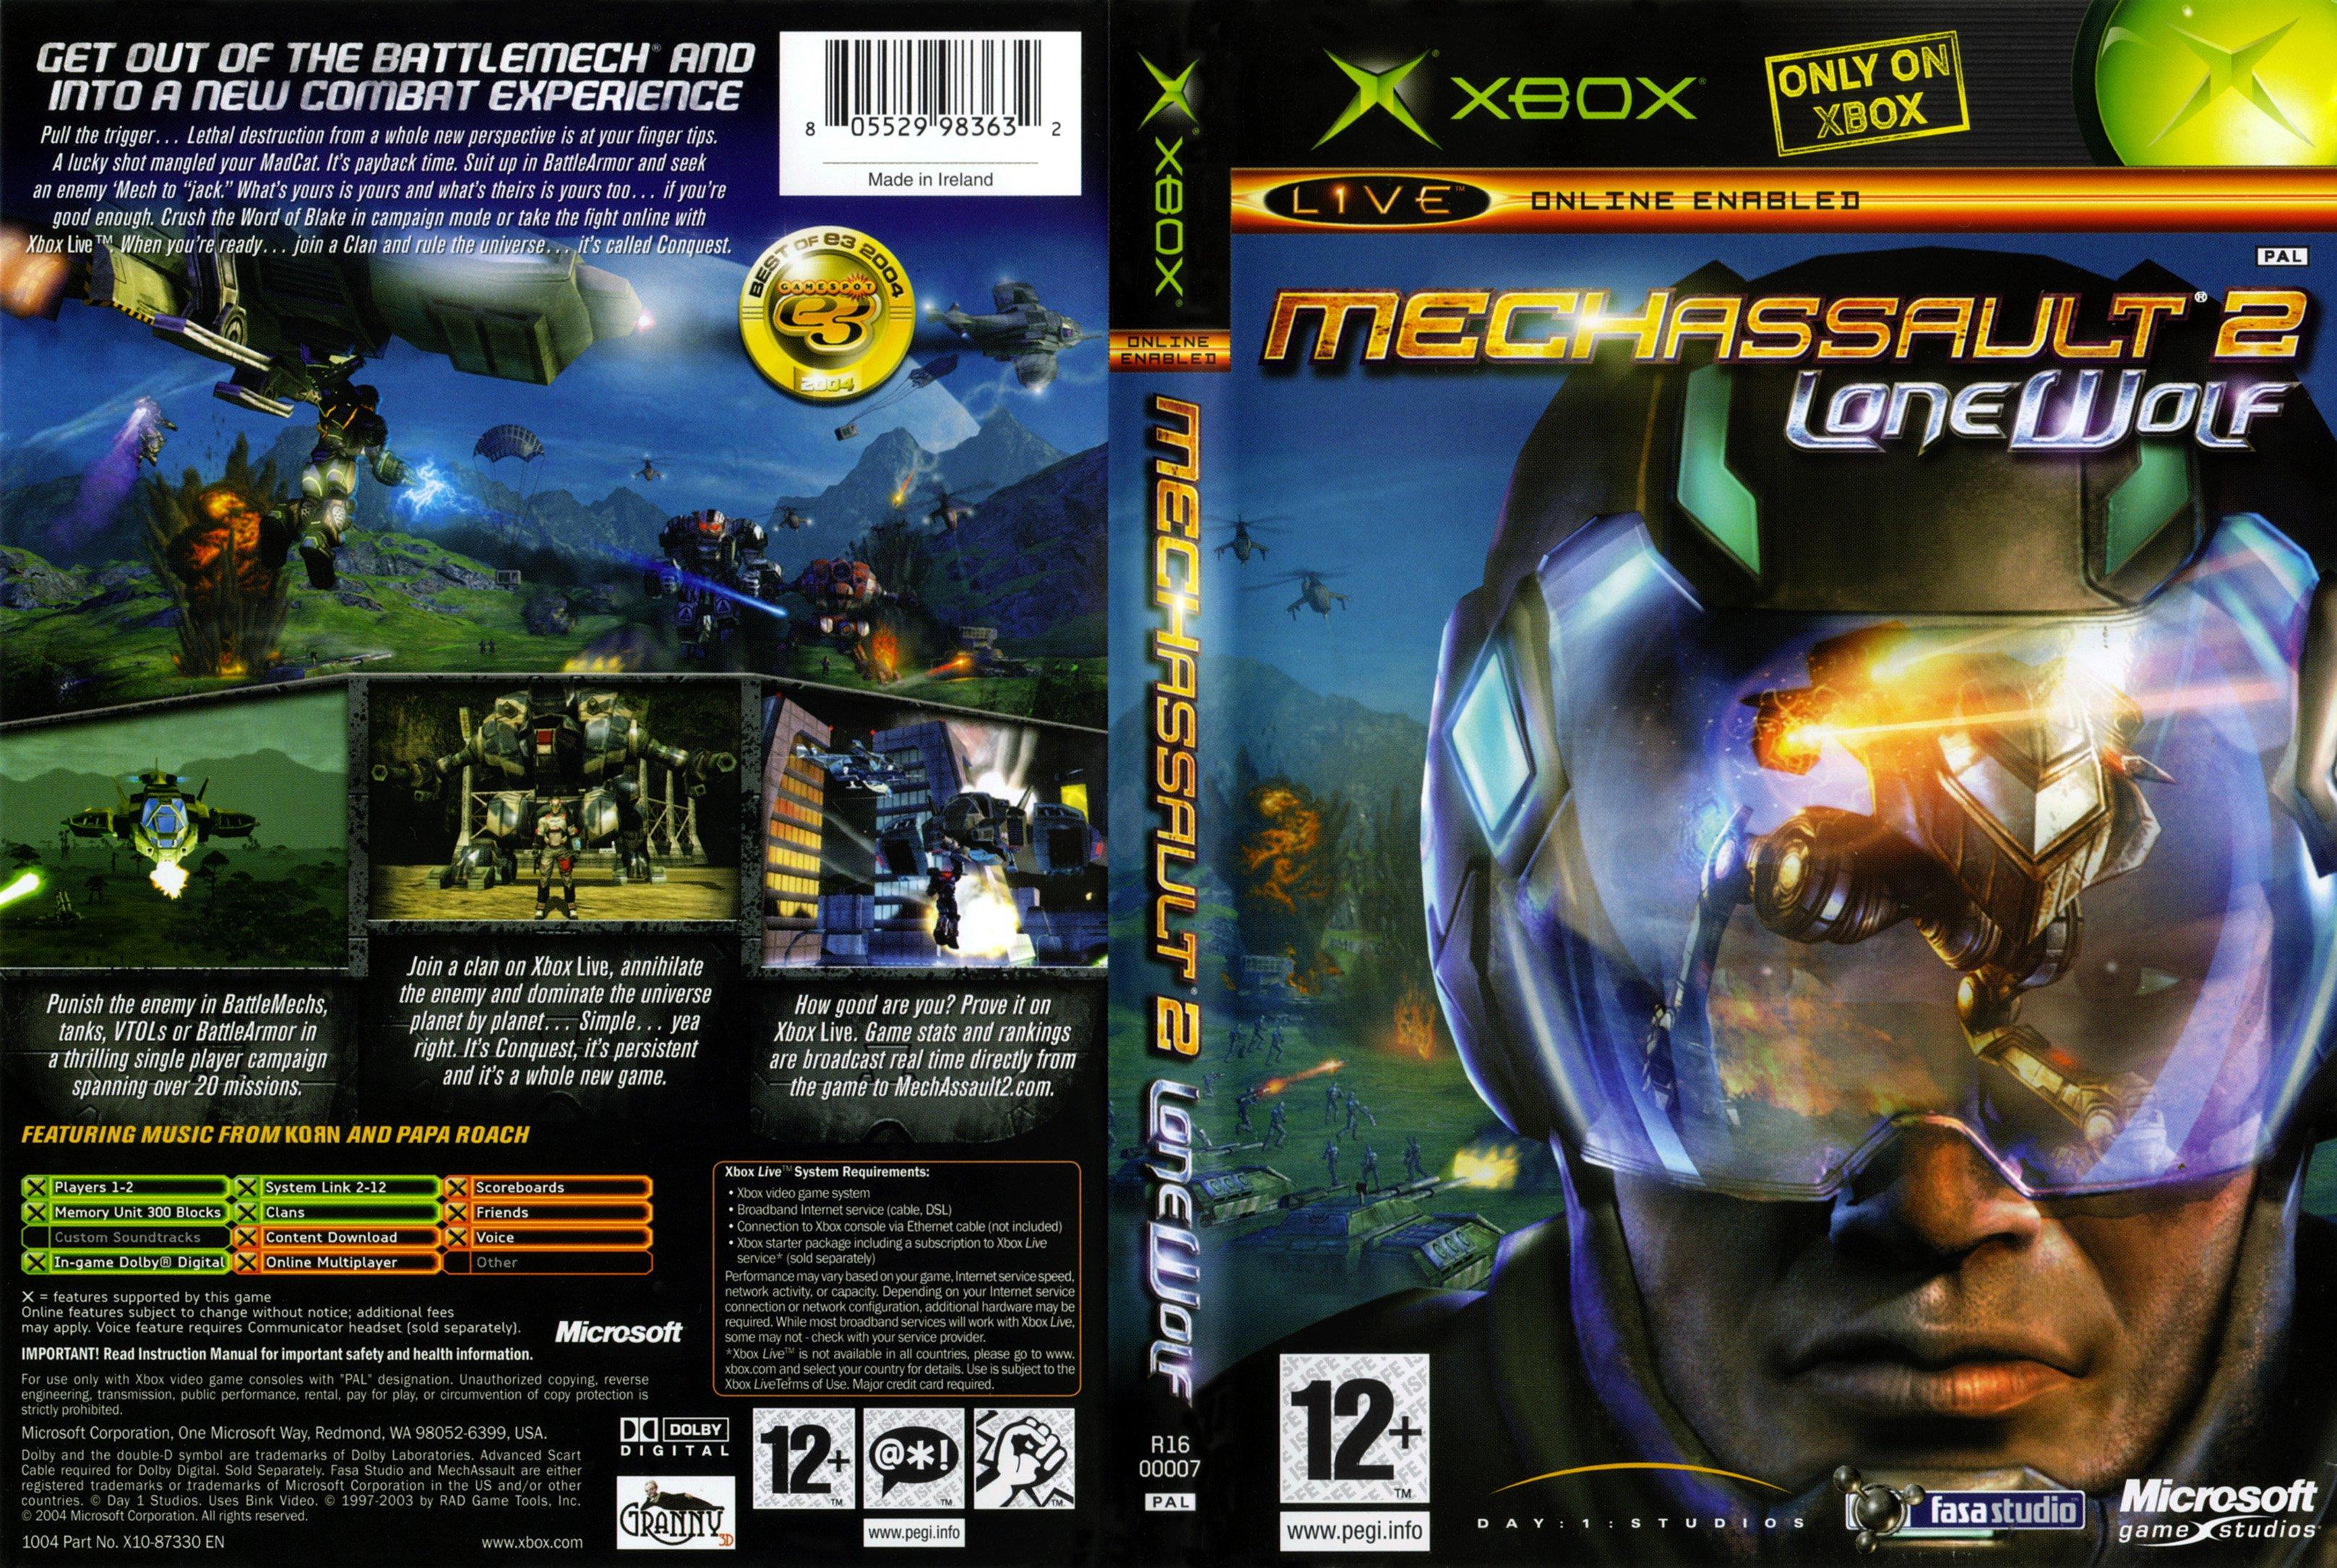 GET OUT OF THE BATTLEMECH® AND
INTO A NEW COMBAT EXPERIENCE
Pull the trigger... Lethal destruction from a whole new perspective is at your finger tips.
A lucky shot mangled your MadCat. It's payback time. Suit up in BattleArmor and seek
an enemy 'Mech to "jack." What's yours is yours and what's theirs is yours too... if you're
good enough. Crush the Word of Blake in campaign mode or take the fight online with
Xbox Live™. When you're ready... join a Clan and rule the universe... it's called Conquest.
8 05529 98363 2
Made in Ireland
BEST OF e3 2004
GAMESPOT
e3
2004
Punish the enemy in BattleMechs,
tanks, VTOLs or BattleArmor in
a thrilling single player campaign
spanning over 20 missions.
Join a clan on Xbox Live, annihilate
the enemy and dominate the universe
planet by planet... Simple... yea
right. It's Conquest, it's persistent
and it's a whole new game.
How good are you? Prove it on
Xbox Live. Game stats and rankings
are broadcast real time directly from
the game to MechAssault2.com.
FEATURING MUSIC FROM KOЯN AND PAPA ROACH
Players 1-2
Memory Unit 300 Blocks
Custom Soundtracks
In-game Dolby® Digital
System Link 2-12
Clans
Content Download
Online Multiplayer
Scoreboards
Friends
Voice
Other
X = features supported by this game
Online features subject to change without notice; additional fees
may apply. Voice feature requires Communicator headset (sold separately).
Microsoft
IMPORTANT! Read Instruction Manual for important safety and health information.
For use only with Xbox video game consoles with "PAL" designation. Unauthorized copying, reverse
engineering, transmission, public performance, rental, pay for play, or circumvention of copy protection is
strictly prohibited.
Microsoft Corporation, One Microsoft Way, Redmond, WA 98052-6399, USA.
Dolby and the double-D symbol are trademarks of Dolby Laboratories. Advanced Scart
Cable required for Dolby Digital. Sold Separately. Fasa Studio and MechAssault are either
registered trademarks or trademarks of Microsoft Corporation in the US and/or other
countries. © Day 1 Studios. Uses Bink Video. © 1997-2003 by RAD Game Tools, Inc.
© 2004 Microsoft Corporation. All rights reserved.
1004 Part No. X10-87330 EN
www.xbox.com
Xbox Live™ System Requirements:
• Xbox video game system
• Broadband Internet service (cable, DSL)
• Connection to Xbox console via Ethernet cable (not included)
• Xbox starter package including a subscription to Xbox Live
service* (sold separately)
Performance may vary based on your game, Internet service speed,
network activity, or capacity. Depending on your Internet service
connection or network configuration, additional hardware may be
required. While most broadband services will work with Xbox Live,
some may not - check with your service provider.
*Xbox Live™ is not available in all countries, please go to www.
xbox.com and select your country for details. Use is subject to the
Xbox LiveTerms of Use. Major credit card required.
DOLBY
DIGITAL
GRANNY 3D
12+™
@*!
™
www.pegi.info
XBOX®
ONLINE
ENABLED
MECHASSAULT® 2 LONEWOLF
R16
00007
PAL
XBOX®
ONLY ON
XBOX
LIVE™ ONLINE ENABLED
PAL
MECHASSAULT® 2
LONEWOLF
12+™
www.pegi.info
DAY:1:STUDIOS
fasastudio™
Microsoft
game studios®